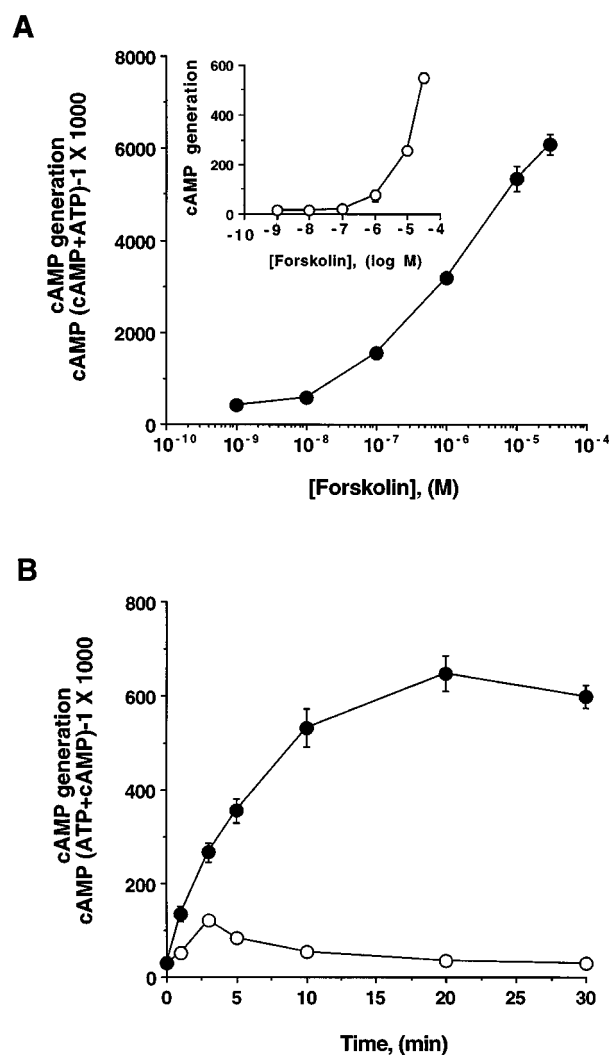 A
cAMP generation
cAMP (cAMP+ATP)-1 X 1000
8000
6000
4000
2000
0
cAMP generation
600
400
200
0
-10 -9 -8 -7 -6 -5 -4
[Forskolin], (log M)
10-10 10-9 10-8 10-7 10-6 10-5 10-4
[Forskolin], (M)
B
cAMP generation
cAMP (ATP+cAMP)-1 X 1000
800
600
400
200
0
0 5 10 15 20 25 30
Time, (min)